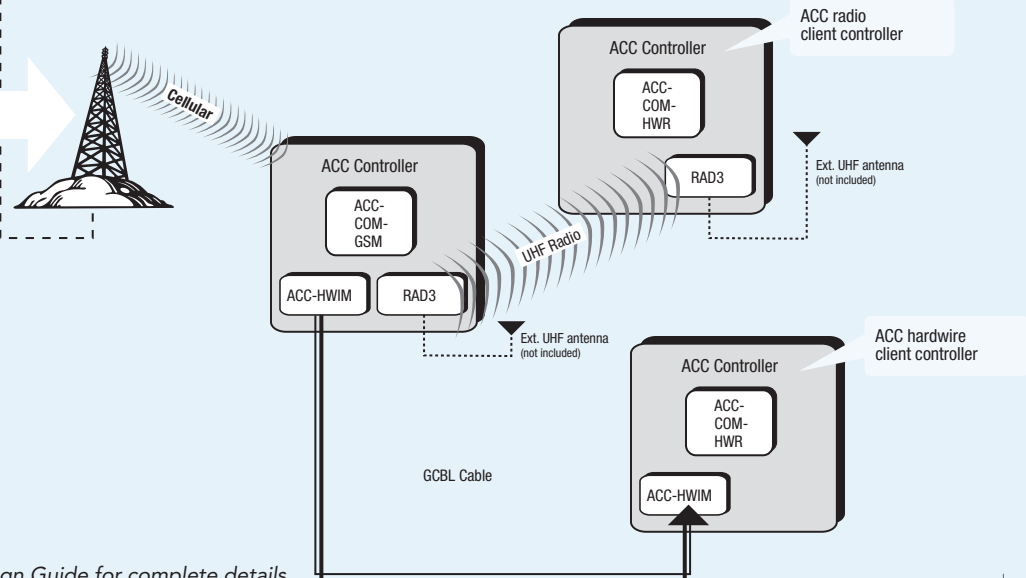 ACC radio
client controller
ACC Controller
ACC-
COM-
HWR
RAD3
Ext. UHF antenna
(not included)
Cellular
ACC Controller
ACC-
COM-
GSM
ACC-HWIM
RAD3
UHF Radio
Ext. UHF antenna
(not included)
ACC hardwire
client controller
ACC Controller
ACC-
COM-
HWR
ACC-HWIM
GCBL Cable
Guide for complete details